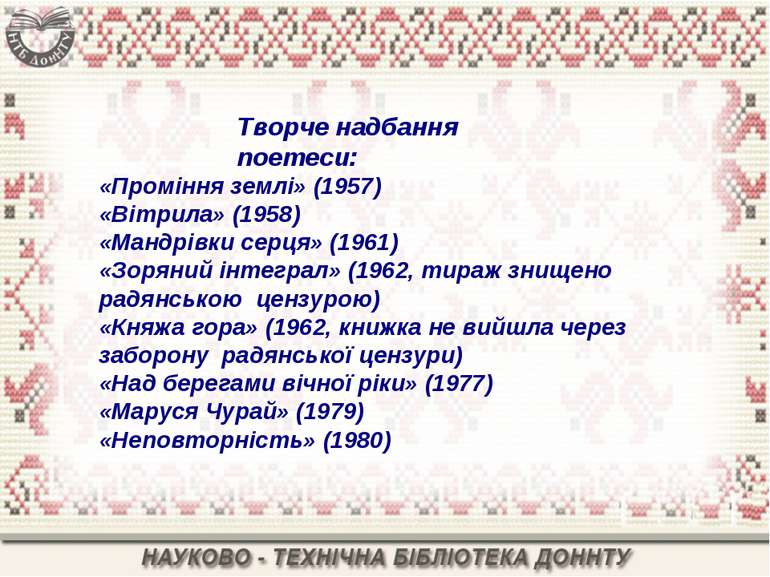 НТБ ДонНТУ
Творче надбання
поетеси:
«Проміння землі» (1957)
«Вітрила» (1958)
«Мандрівки серця» (1961)
«Зоряний інтеграл» (1962, тираж знищено
радянською цензурою)
«Княжа гора» (1962, книжка не вийшла через
заборону радянської цензури)
«Над берегами вічної ріки» (1977)
«Маруся Чурай» (1979)
«Неповторність» (1980)
НАУКОВО - ТЕХНІЧНА БІБЛІОТЕКА ДОННТУ